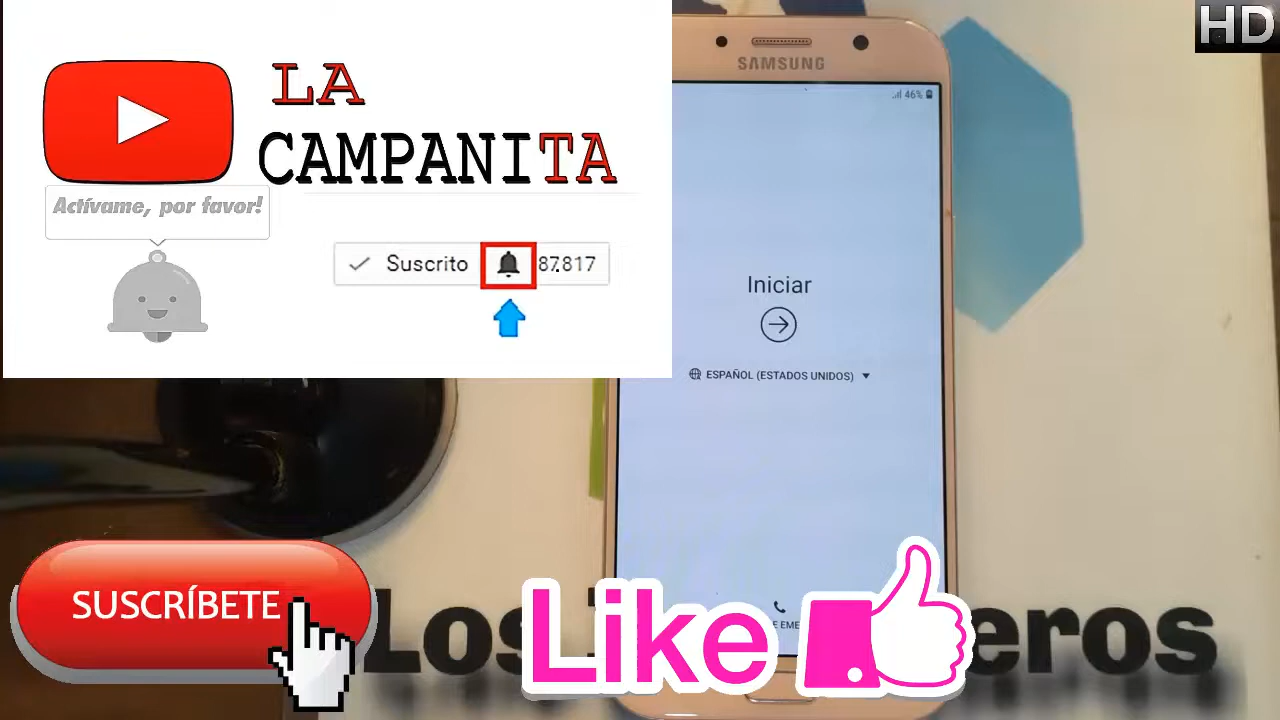 HD
LA
CAMPANITA
Actívame, por favor!
Suscrito
87.817
SAMSUNG
46%
Iniciar
ESPAÑOL (ESTADOS UNIDOS)
SUSCRÍBETE
Like